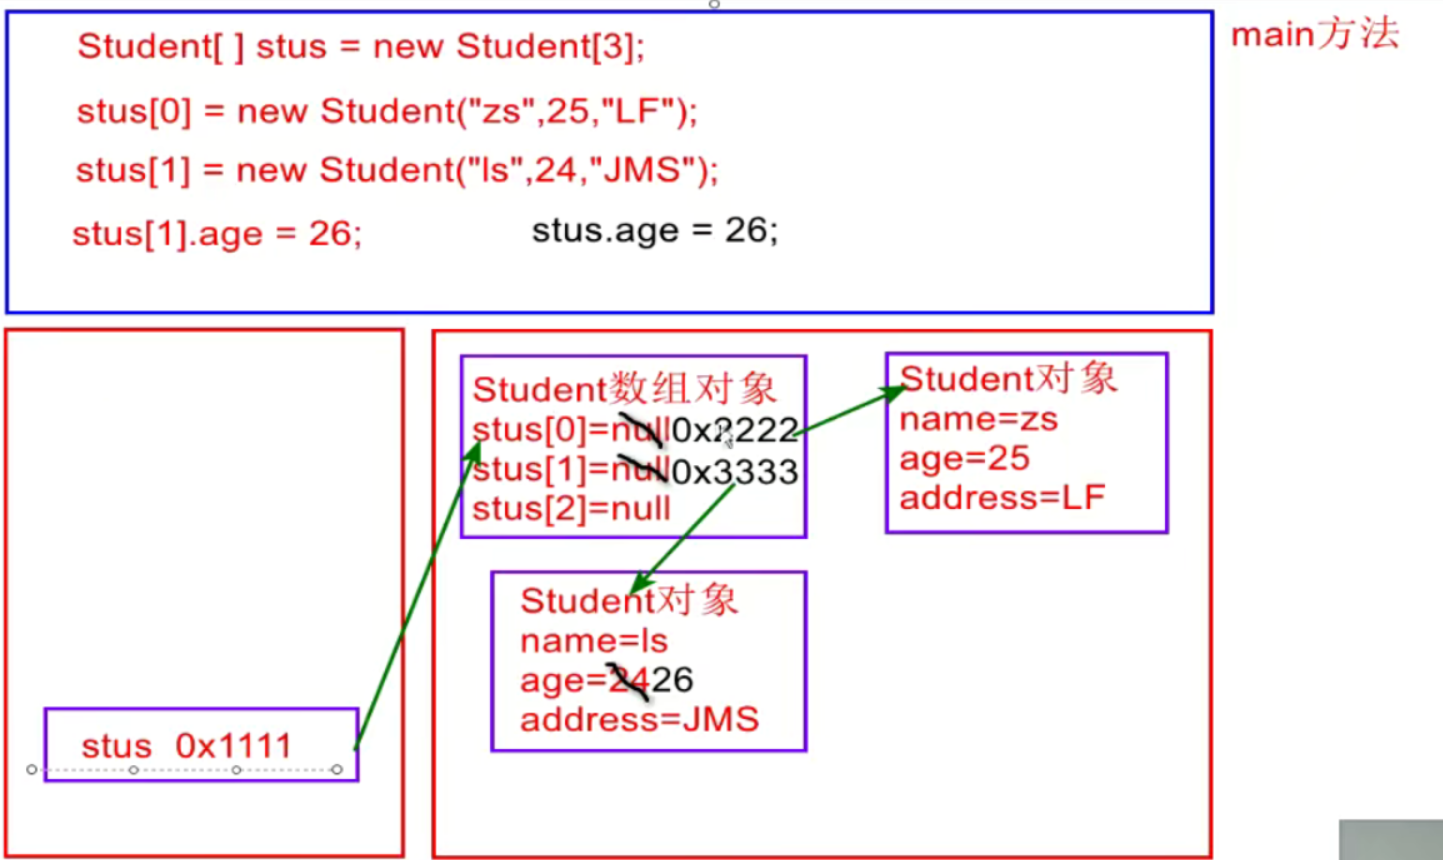 Student[ ] stus = new Student[3];
main方法
stus[0] = new Student("zs",25,"LF");
stus[1] = new Student("ls",24,"JMS");
stus[1].age = 26;
stus.age = 26;
Student数组对象
stus[0]=null0x2222
stus[1]=null0x3333
stus[2]=null
Student对象
name=zs
age=25
address=LF
Student对象
name=ls
age=2426
address=JMS
stus 0x1111